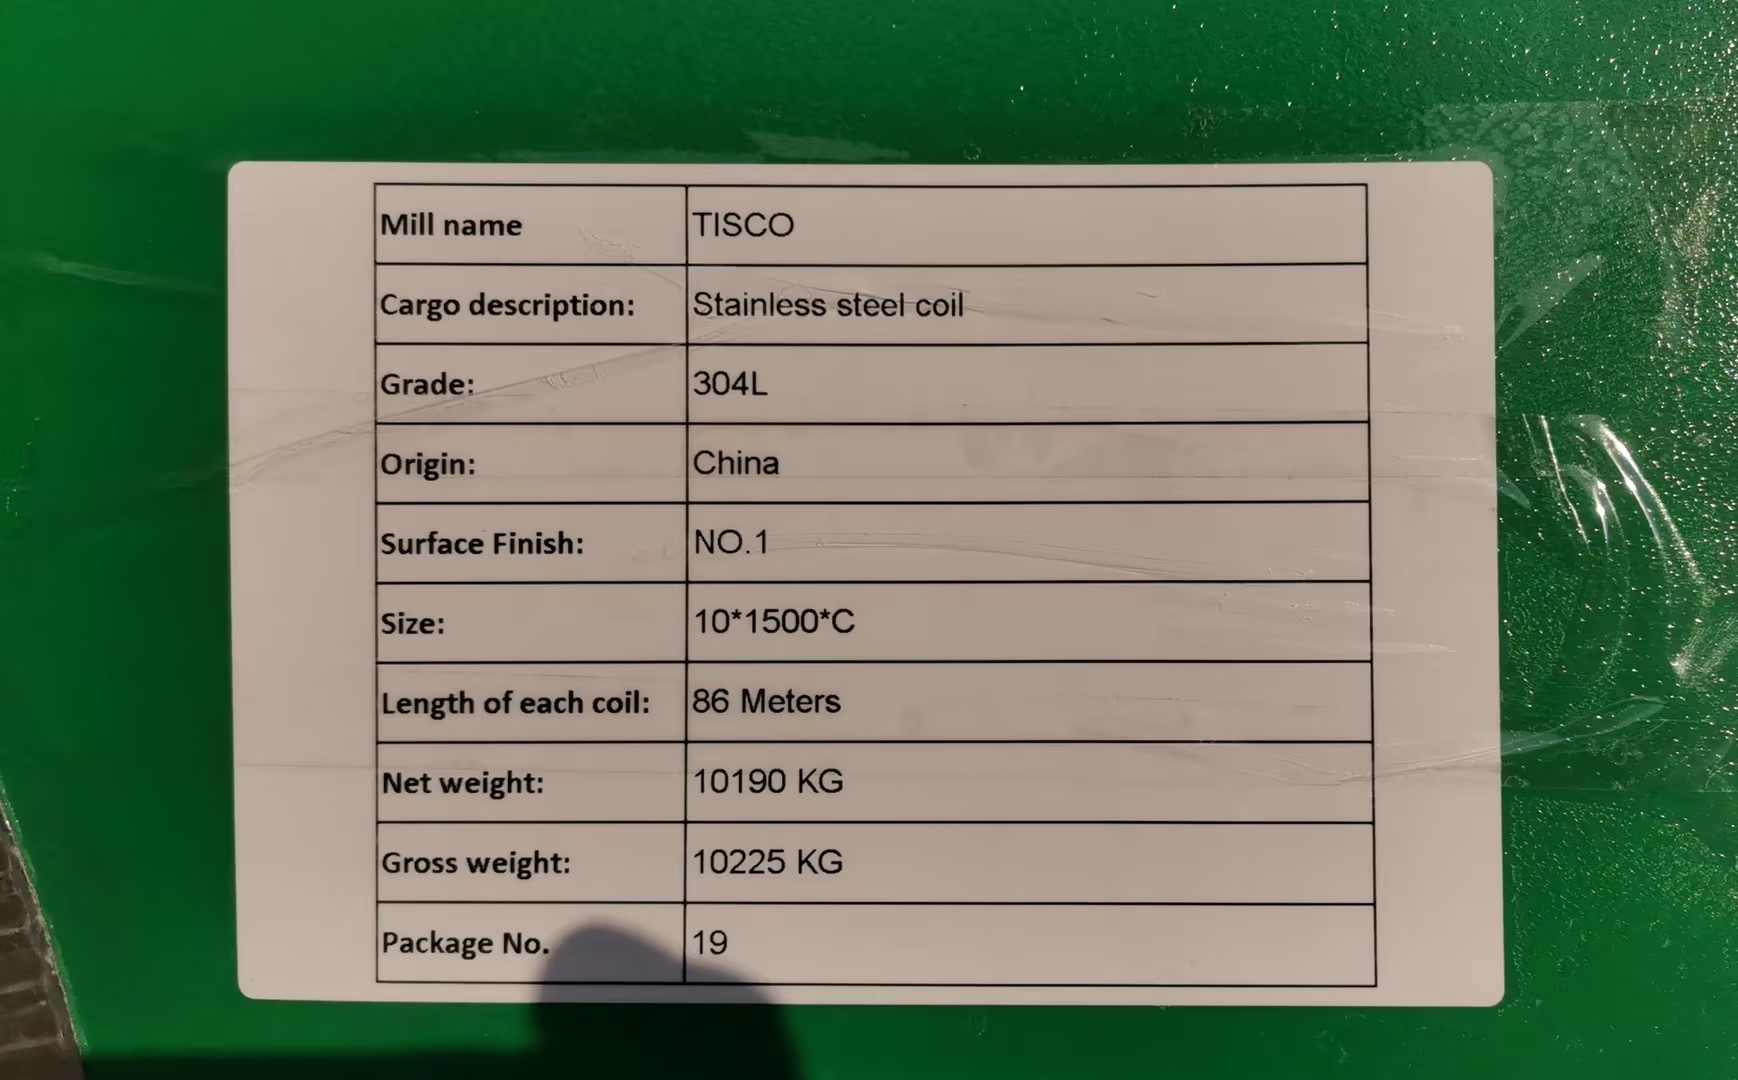 Mill name TISCO
Cargo description: Stainless steel coil
Grade: 304L
Origin: China
Surface Finish: NO.1
Size: 10*1500*C
Length of each coil: 86 Meters
Net weight: 10190 KG
Gross weight: 10225 KG
Package No. 19